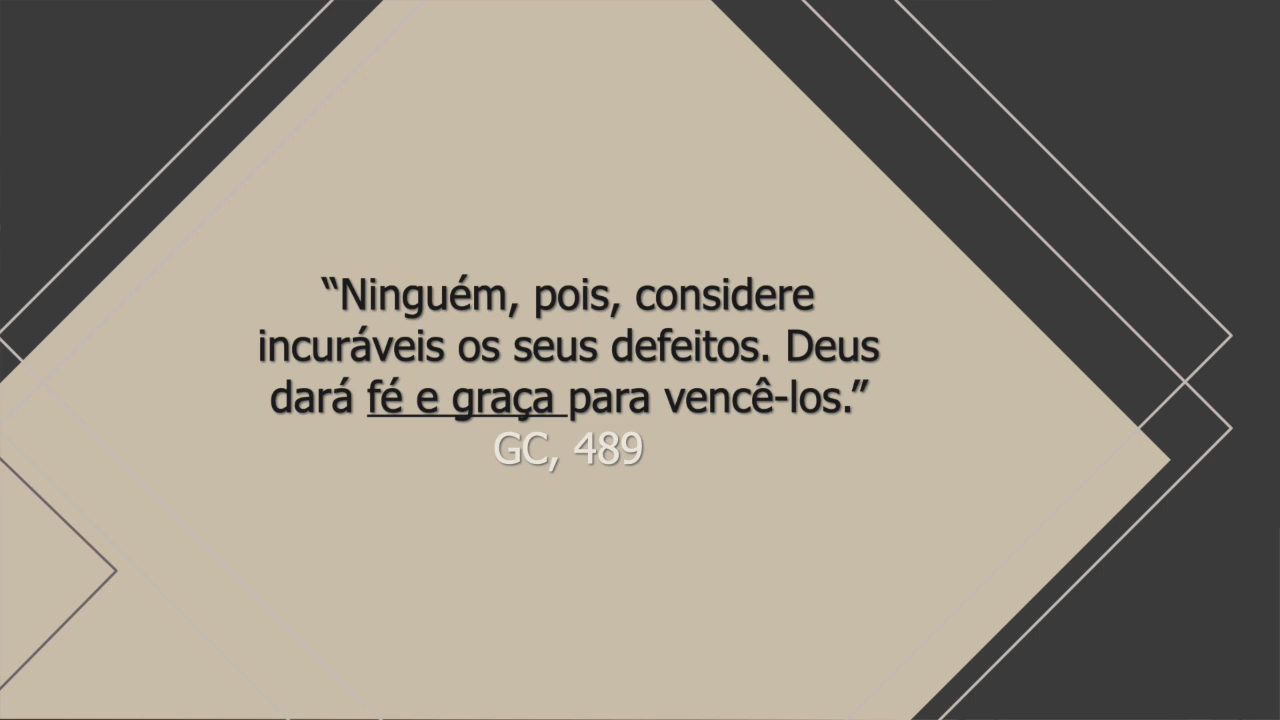 “Ninguém, pois, considere
incuráveis os seus defeitos. Deus
dará fé e graça para vencê-los.”
GC, 489